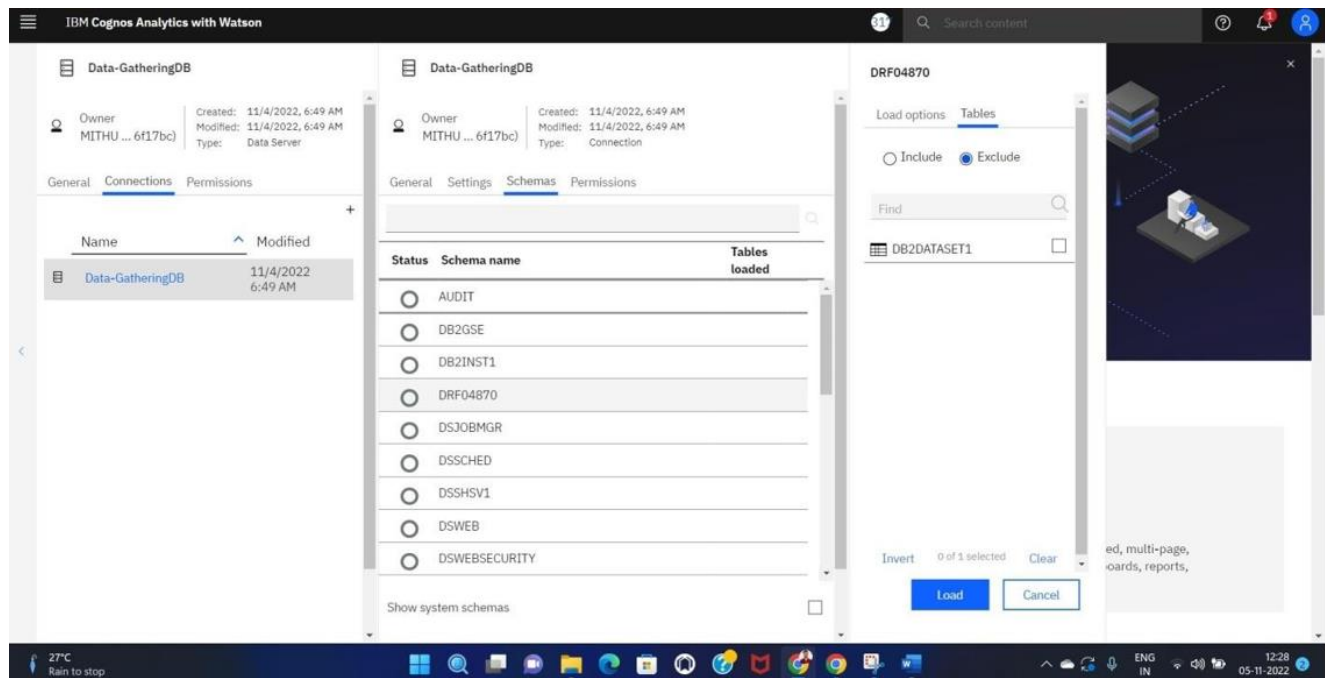 IBM Cognos Analytics with Watson
Search content
1
Data-GatheringDB
Owner
MITHU ... 6f17bc)
Created: 11/4/2022, 6:49 AM
Modified: 11/4/2022, 6:49 AM
Type: Data Server
General Connections Permissions
+
Name Modified
Data-GatheringDB
11/4/2022
6:49 AM
Data-GatheringDB
Owner
MITHU ... 6f17bc)
Created: 11/4/2022, 6:49 AM
Modified: 11/4/2022, 6:49 AM
Type: Connection
General Settings Schemas Permissions
Status Schema name Tables
loaded
AUDIT
DB2GSE
DB2INST1
DRF04870
DSJOBMGR
DSSCHED
DSSHSV1
DSWEB
DSWEBSECURITY
Show system schemas
DRF04870
Load options Tables
Include Exclude
Find
DB2DATASET1
Invert 0 of 1 selected Clear
Load Cancel
ed, multi-page,
oards, reports,
27°C
Rain to stop
ENG
IN
12:28
05-11-2022
2